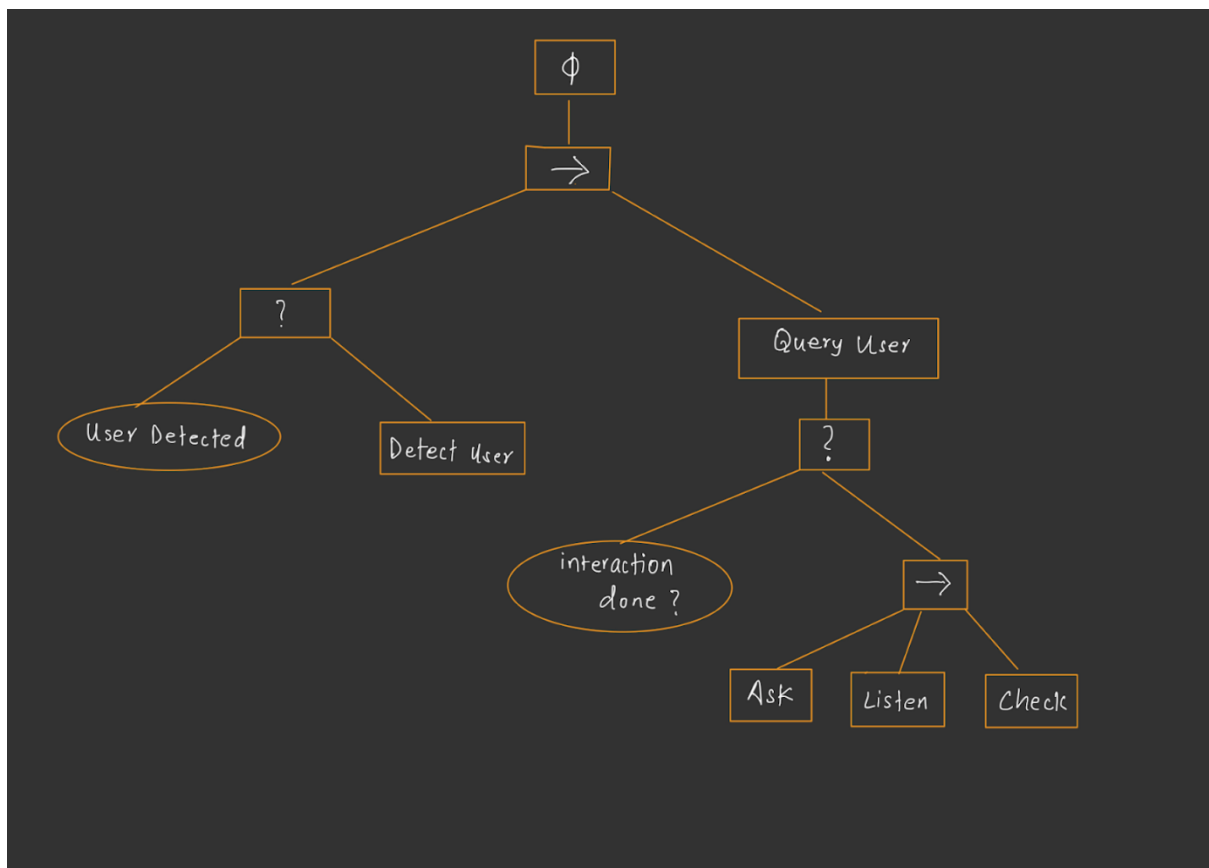 ϕ
→
?
Query User
User Detected
Detect User
?
interaction
done ?
→
Ask
Listen
Check